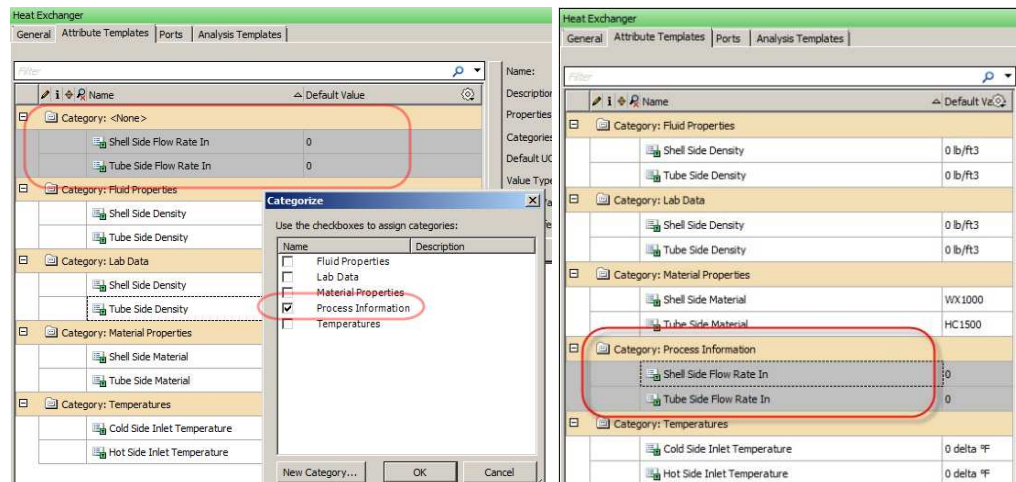 Heat Exchanger
General Attribute Templates Ports Analysis Templates
Filter
Name Default Value
Category: <None>
Shell Side Flow Rate In 0
Tube Side Flow Rate In 0
Category: Fluid Properties
Shell Side Density
Tube Side Density
Category: Lab Data
Shell Side Density
Tube Side Density
Category: Material Properties
Shell Side Material
Tube Side Material
Category: Temperatures
Cold Side Inlet Temperature
Hot Side Inlet Temperature
Name:
Description
Properties
Categories
Default UO
Value Type
Categorize
Use the checkboxes to assign categories:
Name Description
Fluid Properties
Lab Data
Material Properties
Process Information
Temperatures
New Category... OK Cancel
Heat Exchanger
General Attribute Templates Ports Analysis Templates
Filter
Name Default Va
Category: Fluid Properties
Shell Side Density 0 lb/ft3
Tube Side Density 0 lb/ft3
Category: Lab Data
Shell Side Density 0 lb/ft3
Tube Side Density 0 lb/ft3
Category: Material Properties
Shell Side Material WX1000
Tube Side Material HC1500
Category: Process Information
Shell Side Flow Rate In 0
Tube Side Flow Rate In 0
Category: Temperatures
Cold Side Inlet Temperature 0 delta °F
Hot Side Inlet Temperature 0 delta °F